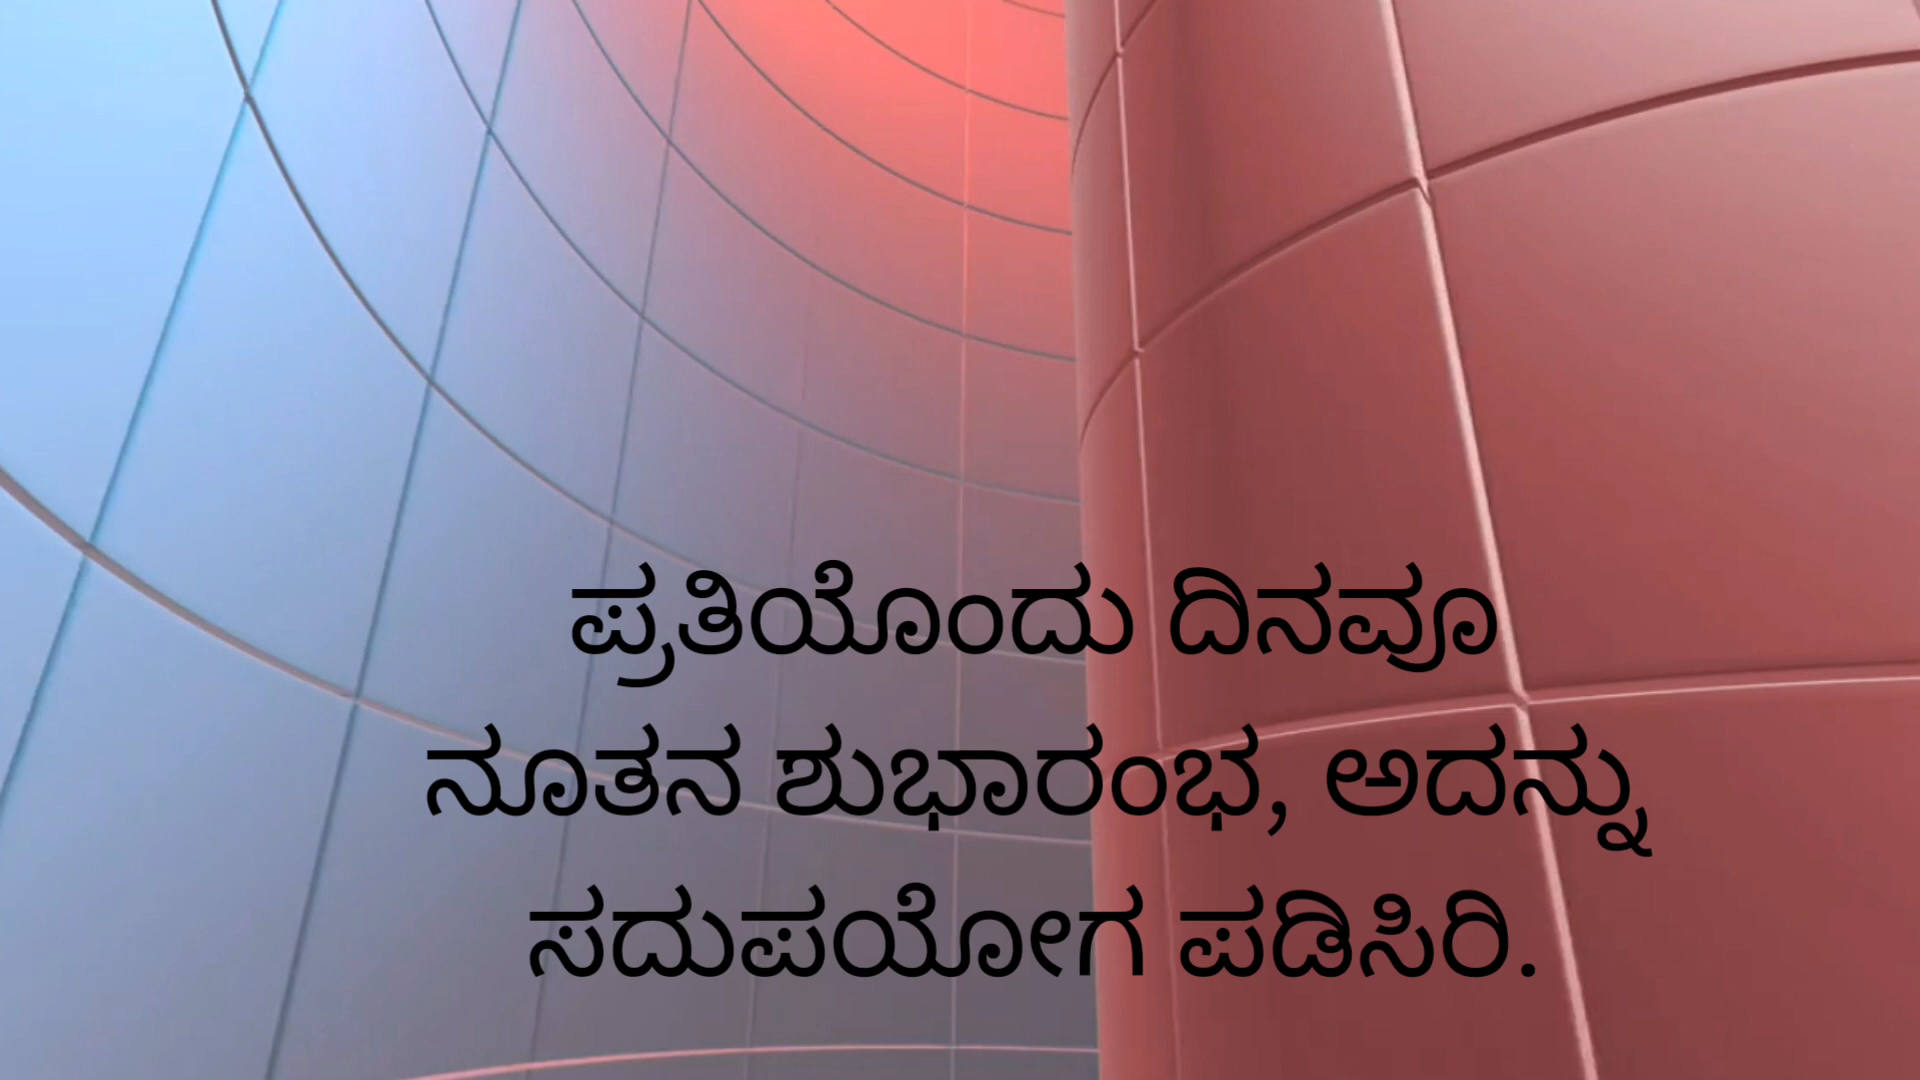 ಪ್ರತಿಯೊಂದು ದಿನವೂ
ನೂತನ ಶುಭಾರಂಭ, ಅದನ್ನು
ಸದುಪಯೋಗ ಪಡಿಸಿರಿ.